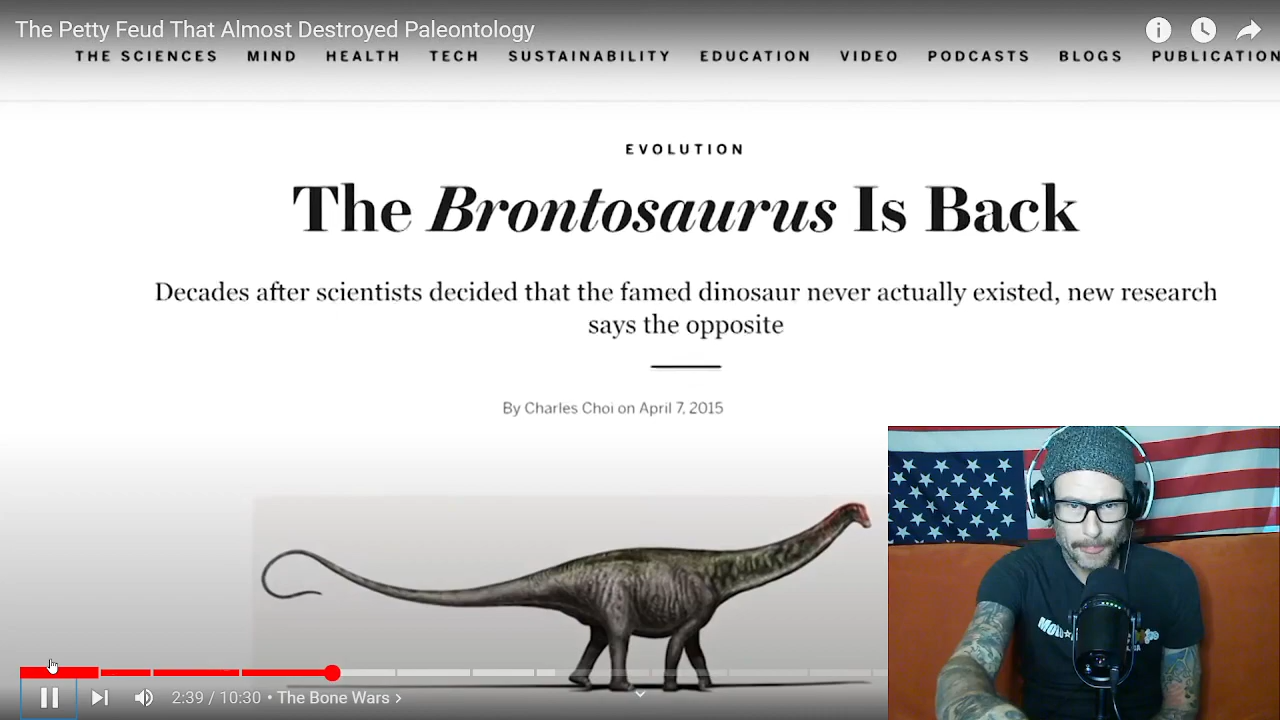 The Petty Feud That Almost Destroyed Paleontology
THE SCIENCES MIND HEALTH TECH SUSTAINABILITY EDUCATION VIDEO PODCASTS BLOGS PUBLICATION
EVOLUTION
The Brontosaurus Is Back
Decades after scientists decided that the famed dinosaur never actually existed, new research
says the opposite
By Charles Choi on April 7, 2015
2:39 / 10:30 • The Bone Wars ›